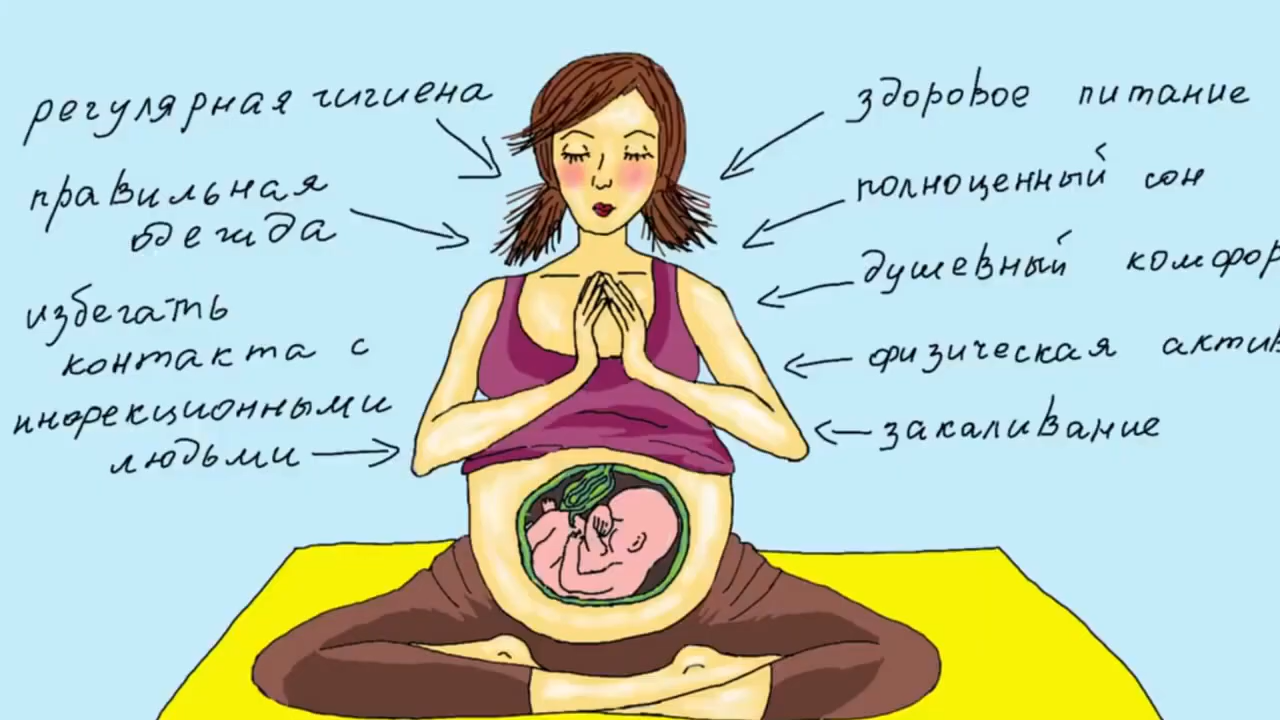 регулярная гигиена
правильная
одежда
избегать
контакта с
инфекционными
людьми
здоровое питание
полноценный сон
душевный комфор
физическая актив
закаливание